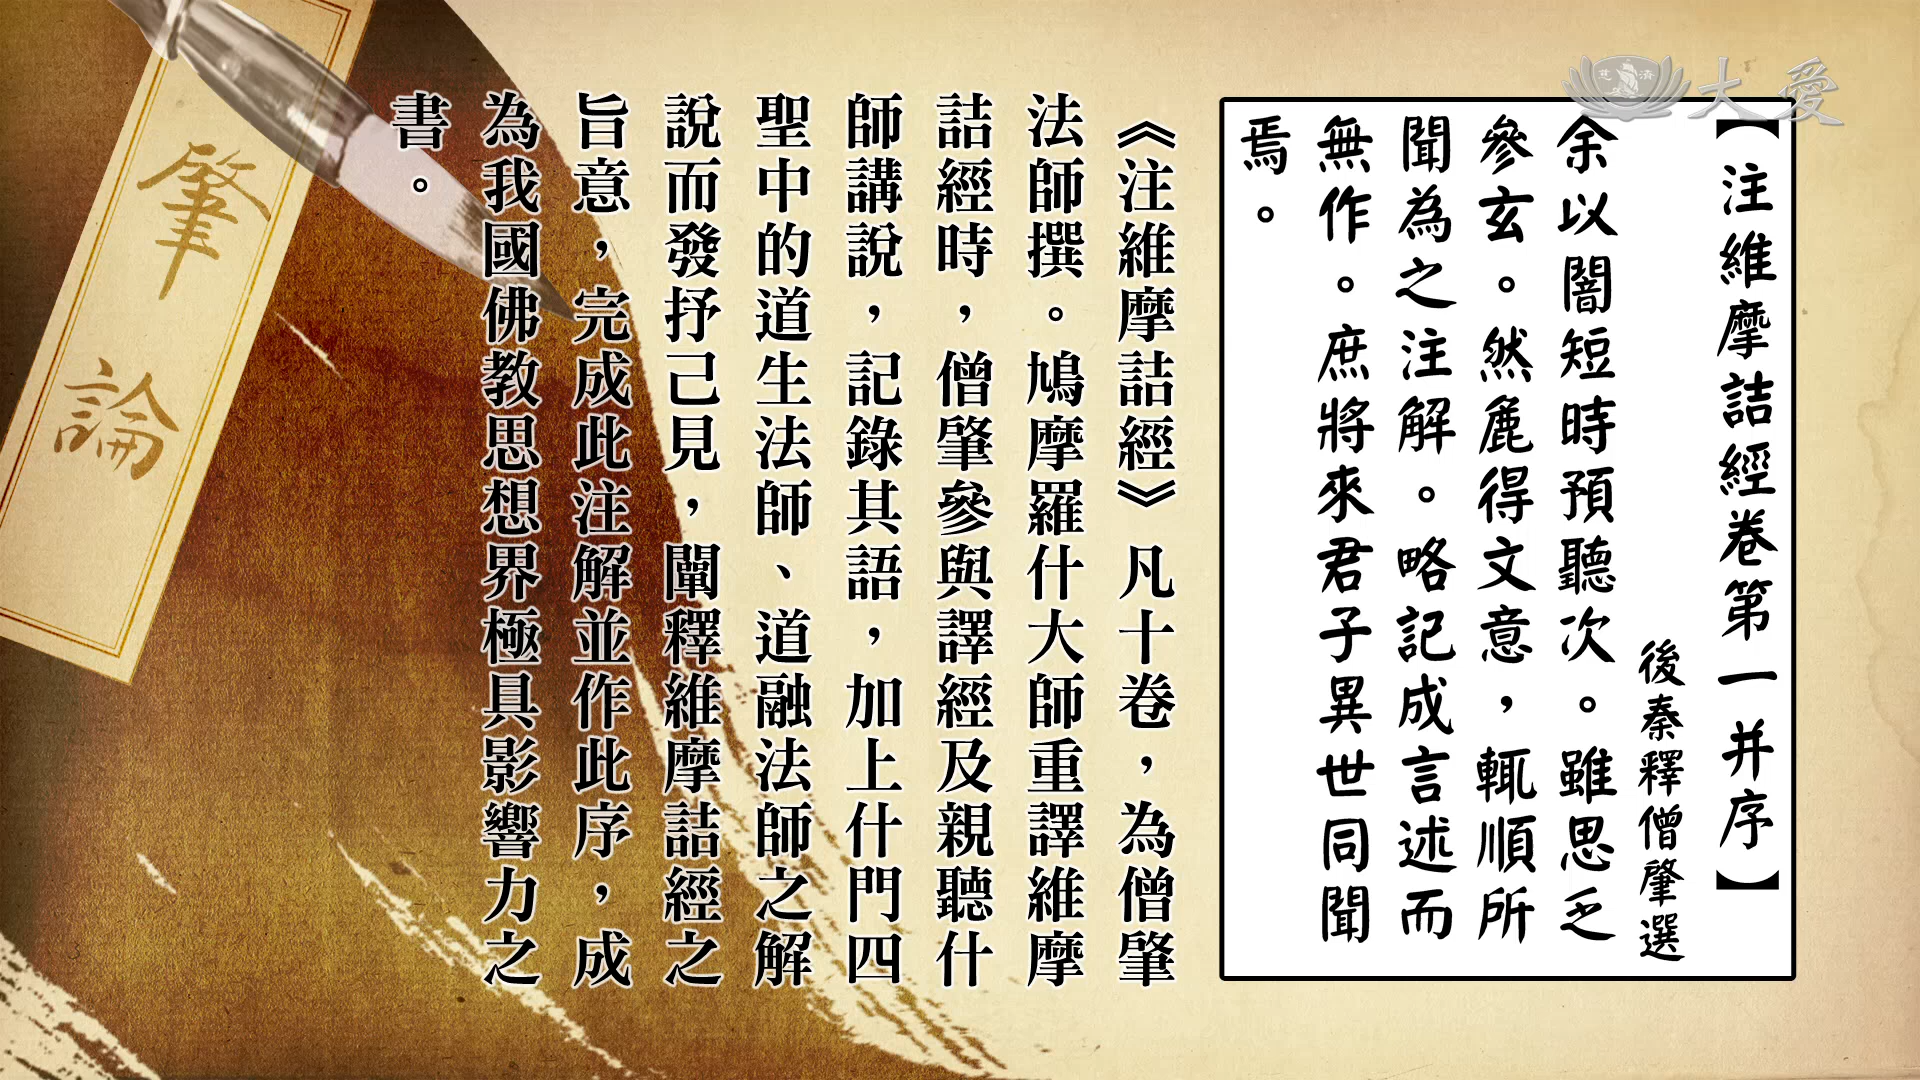 大愛
慈濟
【注維摩詰經卷第一并序】
後秦釋僧肇選
余以闇短時預聽次。雖思乏
參玄。然麁得文意，輒順所
聞為之注解。略記成言述而
無作。庶將來君子異世同聞
焉。
《注維摩詰經》凡十卷，為僧肇
法師撰。鳩摩羅什大師重譯維摩
詰經時，僧肇參與譯經及親聽什
師講說，記錄其語，加上什門四
聖中的道生法師、道融法師之解
說而發抒己見，闡釋維摩詰經之
旨意，完成此注解並作此序，成
為我國佛教思想界極具影響力之
書。
肇論